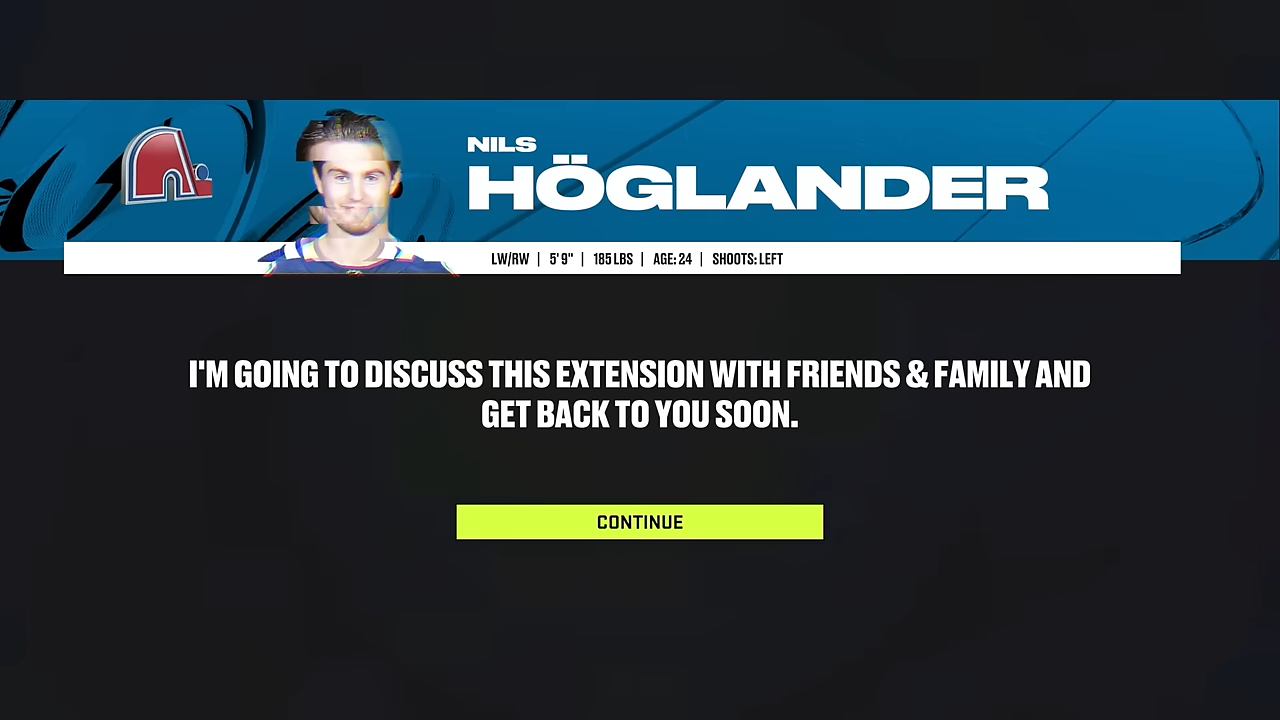 NILS
HÖGLANDER
LW/RW | 5' 9" | 185 LBS | AGE: 24 | SHOOTS: LEFT
I'M GOING TO DISCUSS THIS EXTENSION WITH FRIENDS & FAMILY AND
GET BACK TO YOU SOON.
CONTINUE